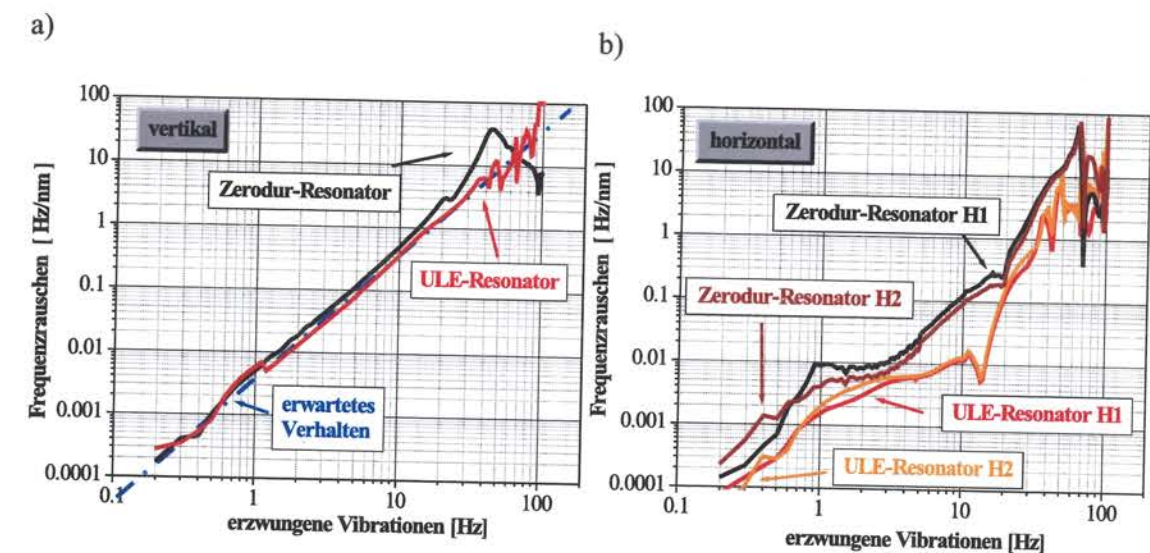 a)
vertikal
Frequenzrauschen [ Hz/nm]
100
10
1
0.1
0.01
0.001
0.0001
Zerodur-Resonator
ULE-Resonator
erwartetes
Verhalten
0.1
1
10
100
erzwungene Vibrationen [Hz]
b)
horizontal
Frequenzrauschen [ Hz/nm]
100
10
1
0.1
0.01
0.001
0.0001
Zerodur-Resonator H1
Zerodur-Resonator H2
ULE-Resonator H1
ULE-Resonator H2
0.1
1
10
100
erzwungene Vibrationen [Hz]